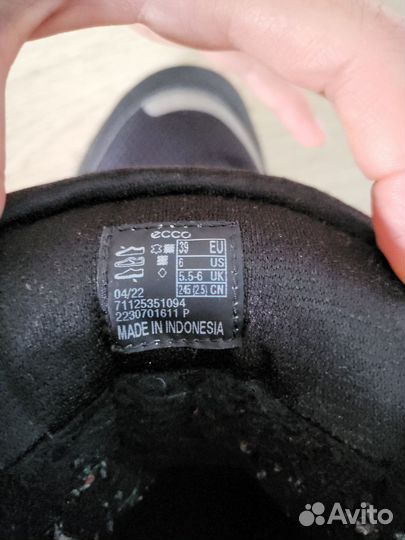 ecco
39 EU
6 US
5.5-6 UK
245 (2.5) CN
04/22
71125351094
2230701611 P
MADE IN INDONESIA
Avito